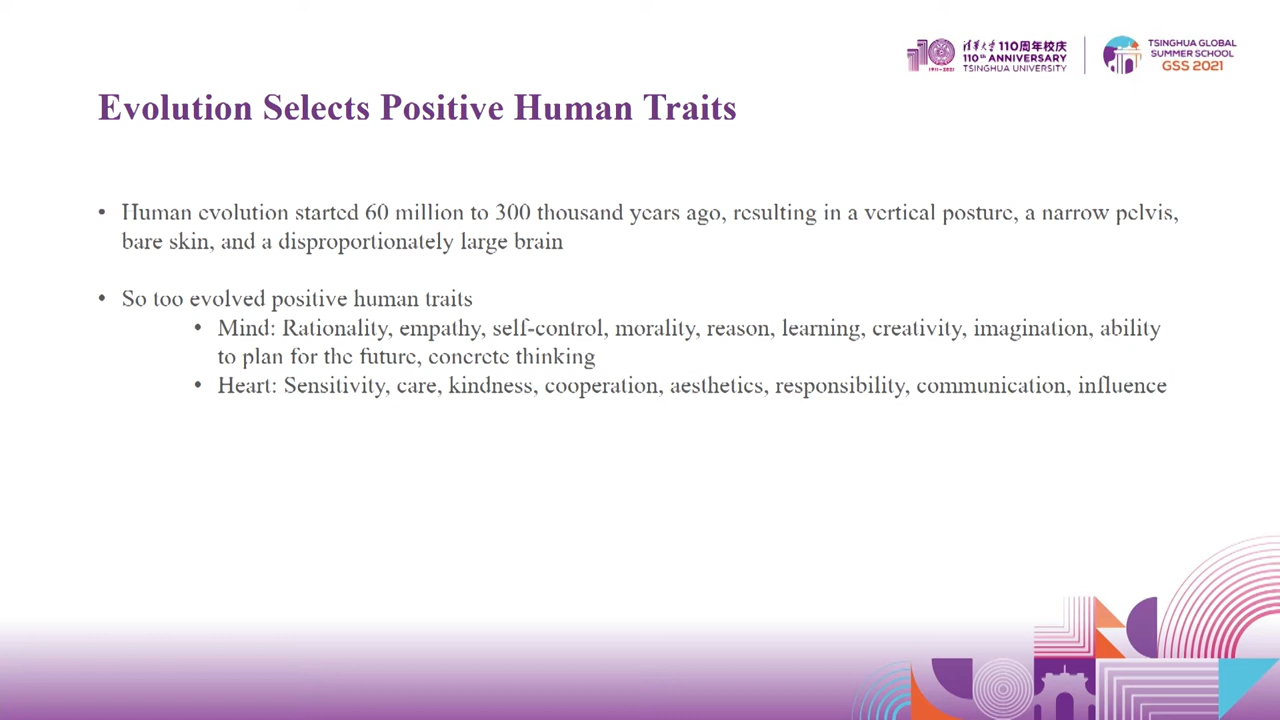 清华大学 110周年校庆
110th ANNIVERSARY
1911-2021 TSINGHUA UNIVERSITY
TSINGHUA GLOBAL
SUMMER SCHOOL
GSS 2021
Evolution Selects Positive Human Traits
• Human evolution started 60 million to 300 thousand years ago, resulting in a vertical posture, a narrow pelvis,
bare skin, and a disproportionately large brain
• So too evolved positive human traits
• Mind: Rationality, empathy, self-control, morality, reason, learning, creativity, imagination, ability
to plan for the future, concrete thinking
• Heart: Sensitivity, care, kindness, cooperation, aesthetics, responsibility, communication, influence